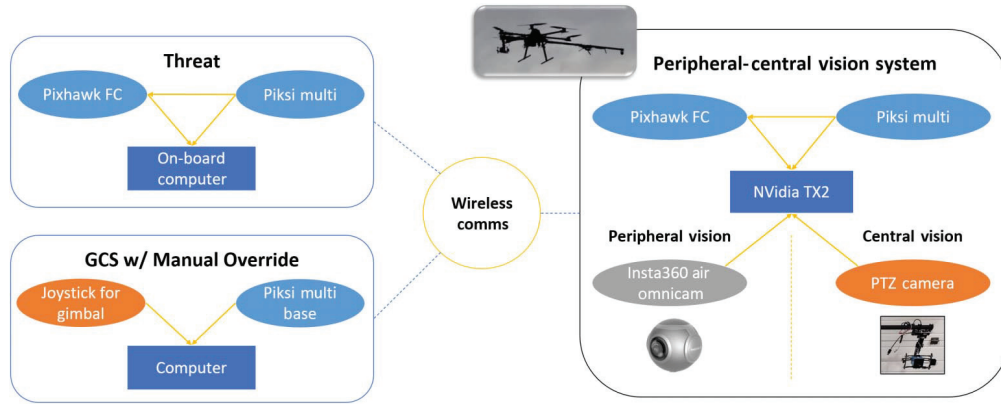 Threat
Pixhawk FC
Piksi multi
On-board
computer
GCS w/ Manual Override
Joystick for
gimbal
Piksi multi
base
Computer
Wireless
comms
Peripheral-central vision system
Pixhawk FC
Piksi multi
NVidia TX2
Peripheral vision
Central vision
Insta360 air
omnicam
PTZ camera